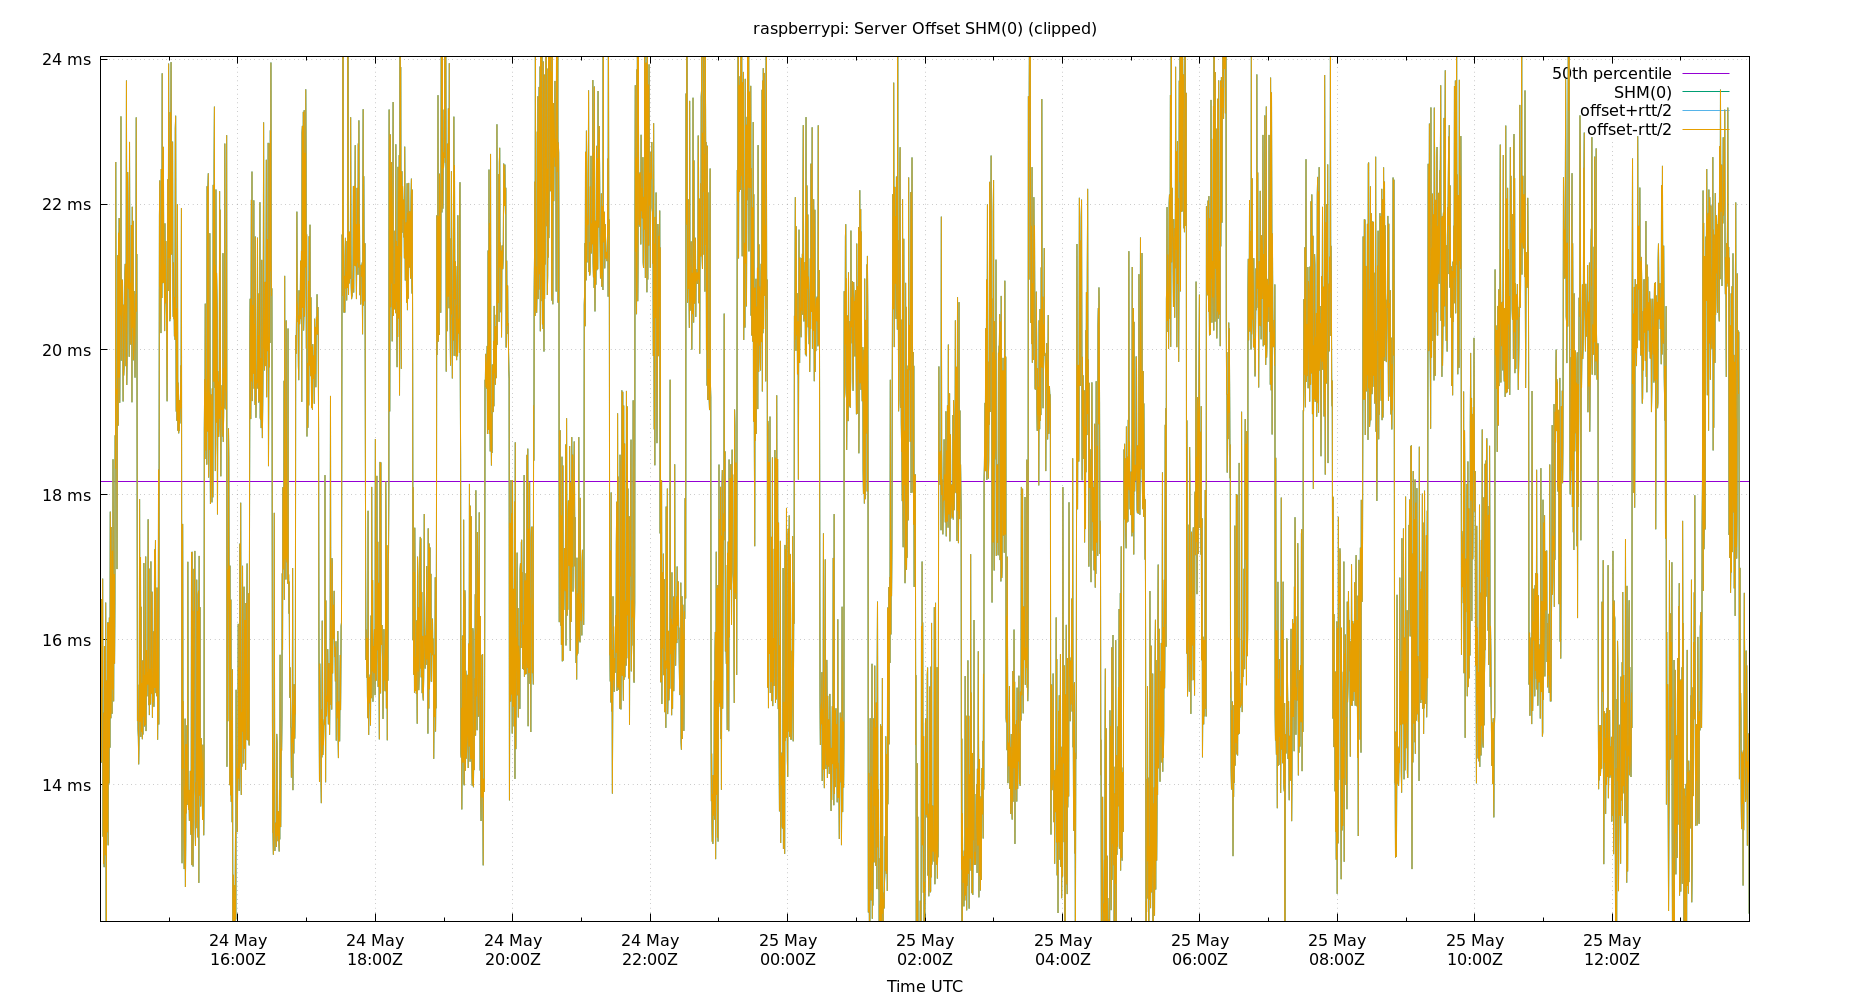 raspberrypi: Server Offset SHM(0) (clipped)
24 ms
22 ms
20 ms
18 ms
16 ms
14 ms
50th percentile
SHM(0)
offset+rtt/2
offset-rtt/2
24 May 24 May 24 May 24 May 25 May 25 May 25 May 25 May 25 May 25 May 25 May
16:00Z 18:00Z 20:00Z 22:00Z 00:00Z 02:00Z 04:00Z 06:00Z 08:00Z 10:00Z 12:00Z
Time UTC